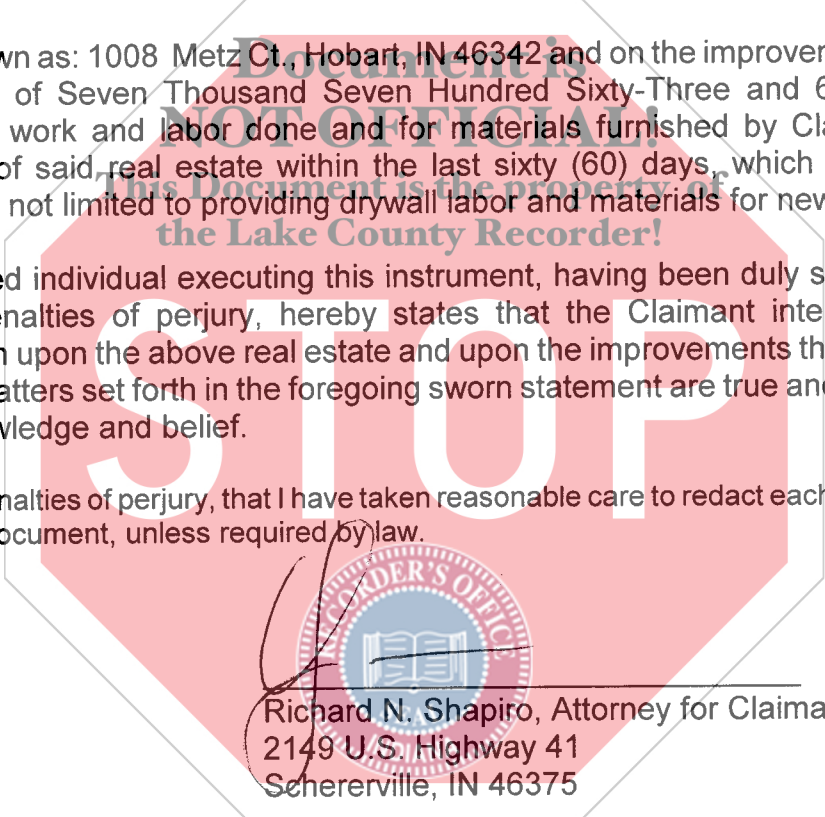 wn as: 1008 Metz Ct., Hobart, IN 46342 and on the improver
Document is
of Seven Thousand Seven Hundred Sixty-Three and 6
NOT OFFICIAL!
work and labor done and for materials furnished by Cla
of said real estate within the last sixty (60) days, which
This Document is the property of
not limited to providing drywall labor and materials for new
the Lake County Recorder!
ed individual executing this instrument, having been duly s
enalties of perjury, hereby states that the Claimant inte
n upon the above real estate and upon the improvements th
atters set forth in the foregoing sworn statement are true and
wledge and belief.
STOP
nalties of perjury, that I have taken reasonable care to redact each
ocument, unless required by law.
RECORDER'S OFFICE
Richard N. Shapiro, Attorney for Claima
2149 U.S. Highway 41
Schererville, IN 46375